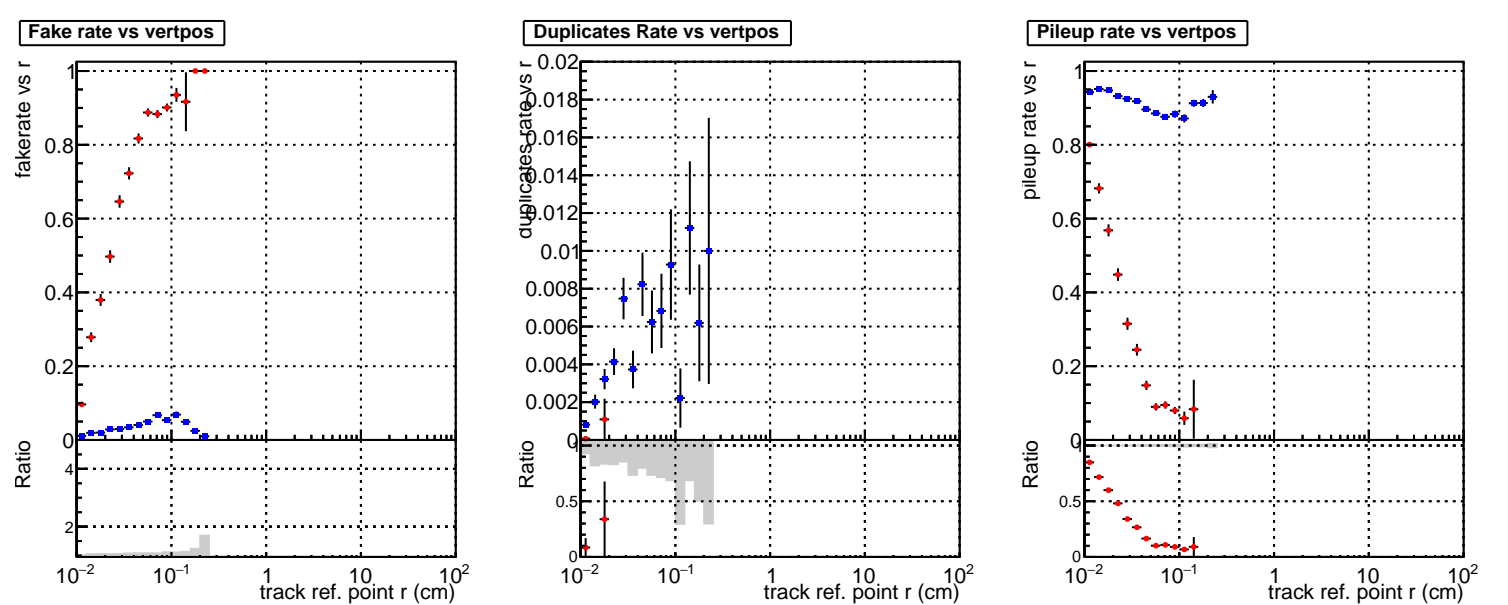 Fake rate vs vertpos
fakerate vs r
1
0.8
0.6
0.4
0.2
0
Ratio
4
2
10⁻² 10⁻¹ 1 10 10²
track ref. point r (cm)
Duplicates Rate vs vertpos
duplicates rate vs r
0.02
0.018
0.016
0.014
0.012
0.01
0.008
0.006
0.004
0.002
0
Ratio
1
0.5
0
10⁻² 10⁻¹ 1 10 10²
track ref. point r (cm)
Pileup rate vs vertpos
pileup rate vs r
1
0.8
0.6
0.4
0.2
0
Ratio
1
0.5
0
10⁻² 10⁻¹ 1 10 10²
track ref. point r (cm)